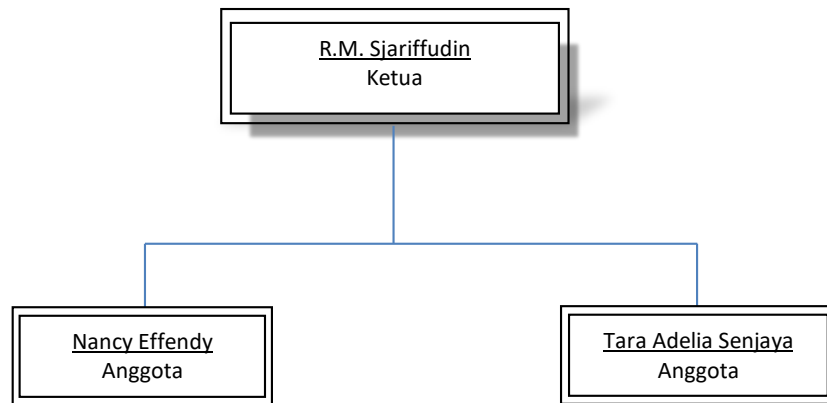 R.M. Sjariffudin
Ketua
Nancy Effendy
Anggota
Tara Adelia Senjaya
Anggota